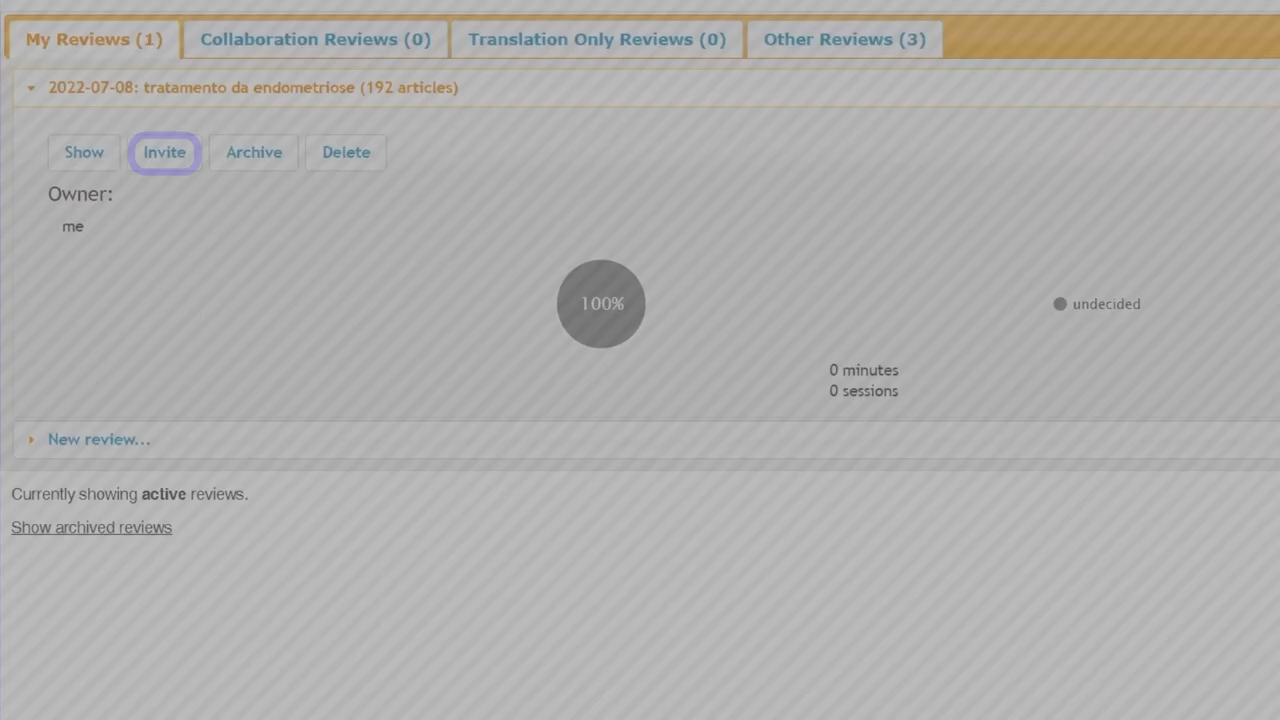 My Reviews (1) Collaboration Reviews (0) Translation Only Reviews (0) Other Reviews (3)
2022-07-08: tratamento da endometriose (192 articles)
Show Invite Archive Delete
Owner:
me
100% undecided
0 minutes
0 sessions
New review...
Currently showing active reviews.
Show archived reviews